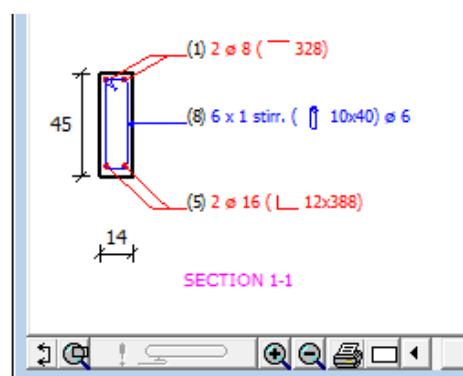 (1) 2 ø 8 ( 328)
45
(8) 6 x 1 stirr. ( 10x40) ø 6
(5) 2 ø 16 ( 12x388)
14
SECTION 1-1